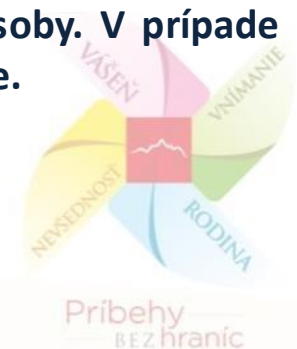 soby. V prípade
e.
VÁŠEŇ
VNÍMANIE
NEVŠEDNOSŤ
RODINA
Príbehy
BEZ hraníc